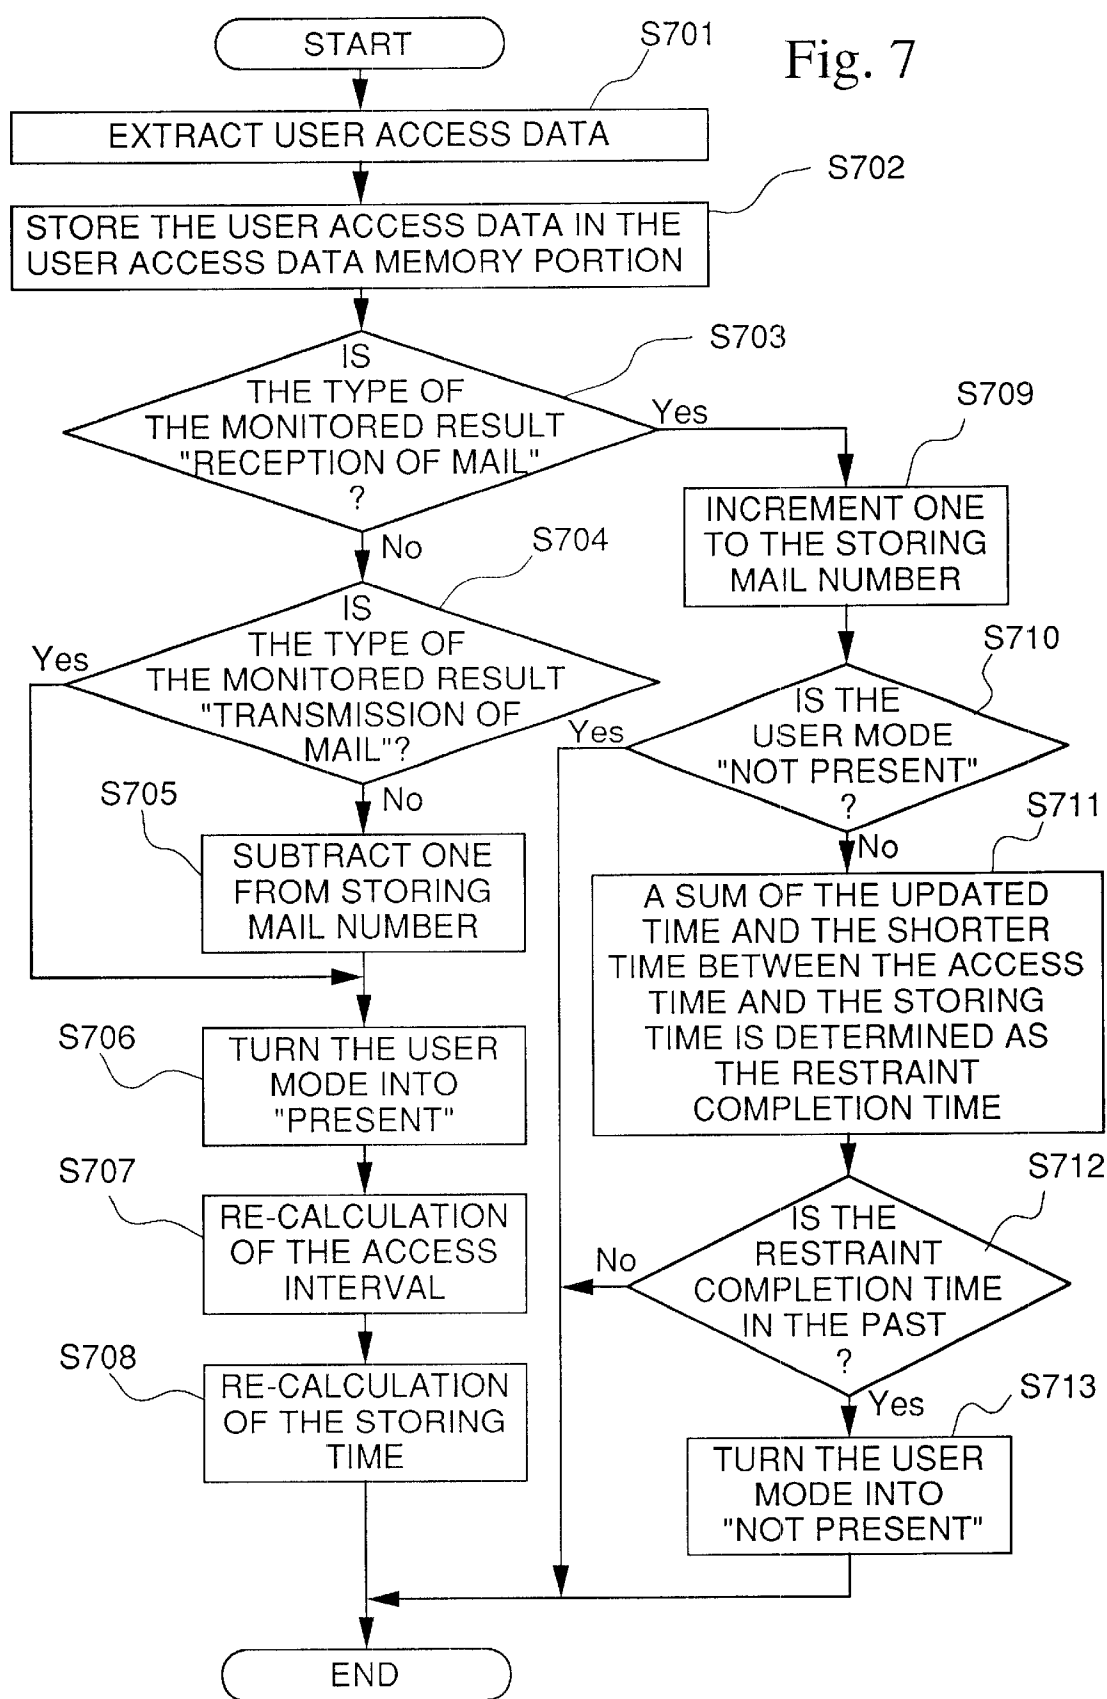 START
S701
Fig. 7
EXTRACT USER ACCESS DATA
S702
STORE THE USER ACCESS DATA IN THE
USER ACCESS DATA MEMORY PORTION
S703
IS
THE TYPE OF
THE MONITORED RESULT
"RECEPTION OF MAIL"
?
Yes
No
S704
IS
THE TYPE OF
THE MONITORED RESULT
"TRANSMISSION OF
MAIL"?
Yes
No
S705
SUBTRACT ONE
FROM STORING
MAIL NUMBER
S706
TURN THE USER
MODE INTO
"PRESENT"
S707
RE-CALCULATION
OF THE ACCESS
INTERVAL
S708
RE-CALCULATION
OF THE STORING
TIME
S709
INCREMENT ONE
TO THE STORING
MAIL NUMBER
S710
IS THE
USER MODE
"NOT PRESENT"
?
Yes
No
S711
A SUM OF THE UPDATED
TIME AND THE SHORTER
TIME BETWEEN THE ACCESS
TIME AND THE STORING
TIME IS DETERMINED AS
THE RESTRAINT
COMPLETION TIME
S712
IS THE
RESTRAINT
COMPLETION TIME
IN THE PAST
?
No
Yes
S713
TURN THE USER
MODE INTO
"NOT PRESENT"
END